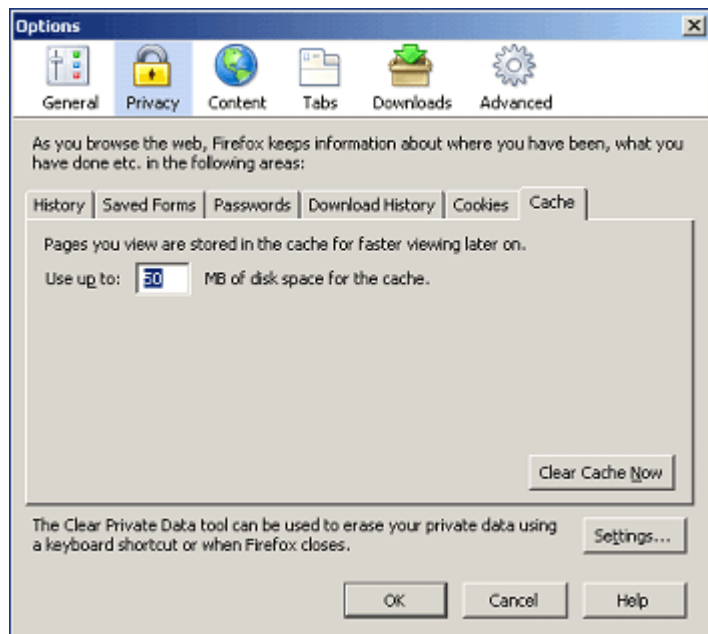 Options
General Privacy Content Tabs Downloads Advanced
As you browse the web, Firefox keeps information about where you have been, what you
have done etc. in the following areas:
History Saved Forms Passwords Download History Cookies Cache
Pages you view are stored in the cache for faster viewing later on.
Use up to: 50 MB of disk space for the cache.
Clear Cache Now
The Clear Private Data tool can be used to erase your private data using
a keyboard shortcut or when Firefox closes.
Settings...
OK Cancel Help